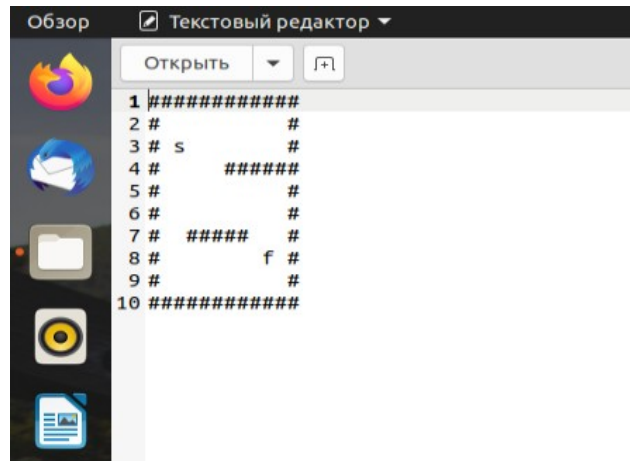 Обзор Текстовый редактор
Открыть
1 ############
2 #          #
3 # s        #
4 #     ######
5 #          #
6 #          #
7 #  #####   #
8 #        f #
9 #          #
10 ############